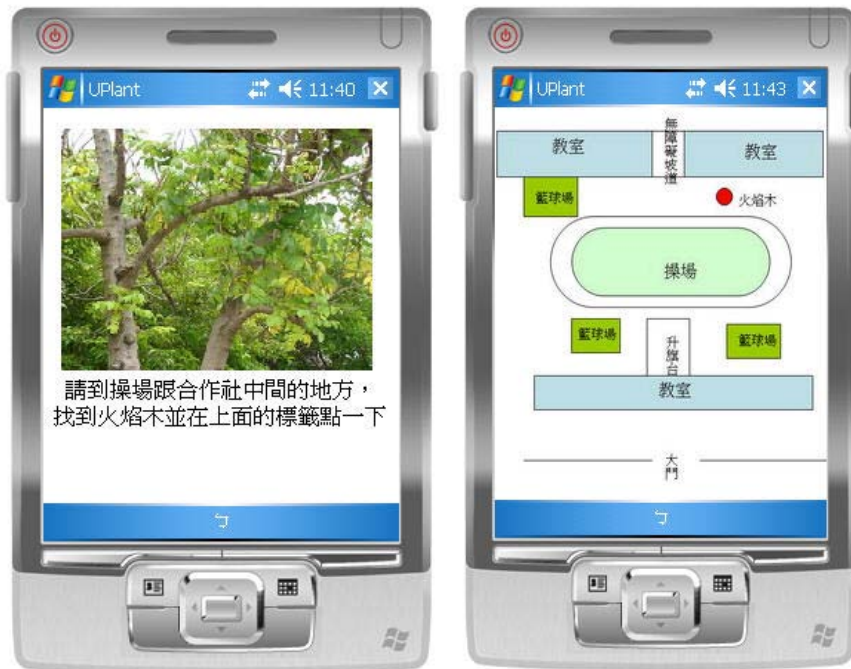 UPlant 11:40
請到操場跟合作社中間的地方，
找到火焰木並在上面的標籤點一下
UPlant 11:43
無障礙坡道
教室
教室
籃球場
火焰木
操場
籃球場
升旗台
籃球場
教室
大門